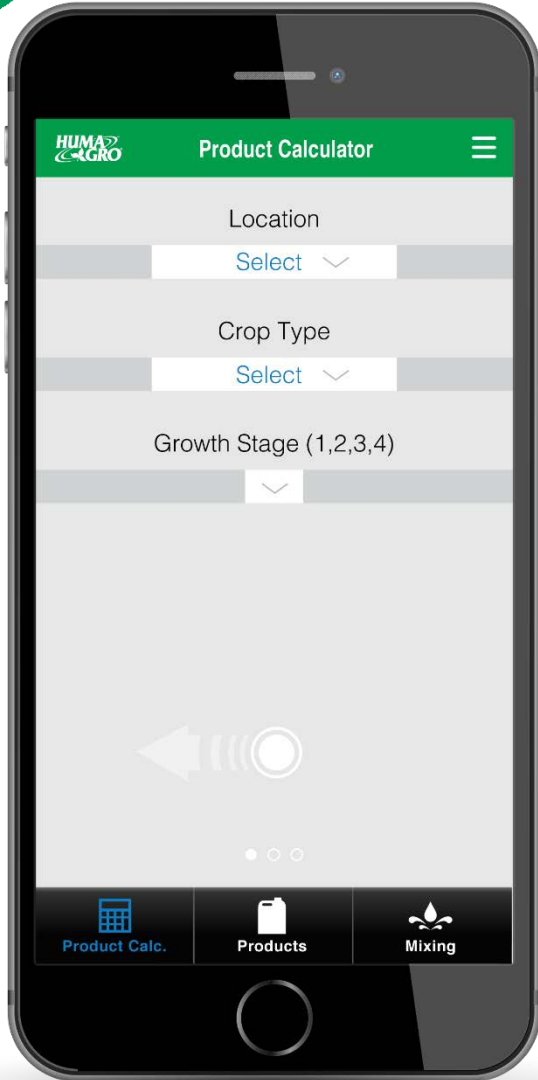 HUMA
GRO
Product Calculator
Location
Select
Crop Type
Select
Growth Stage (1,2,3,4)
Product Calc.
Products
Mixing